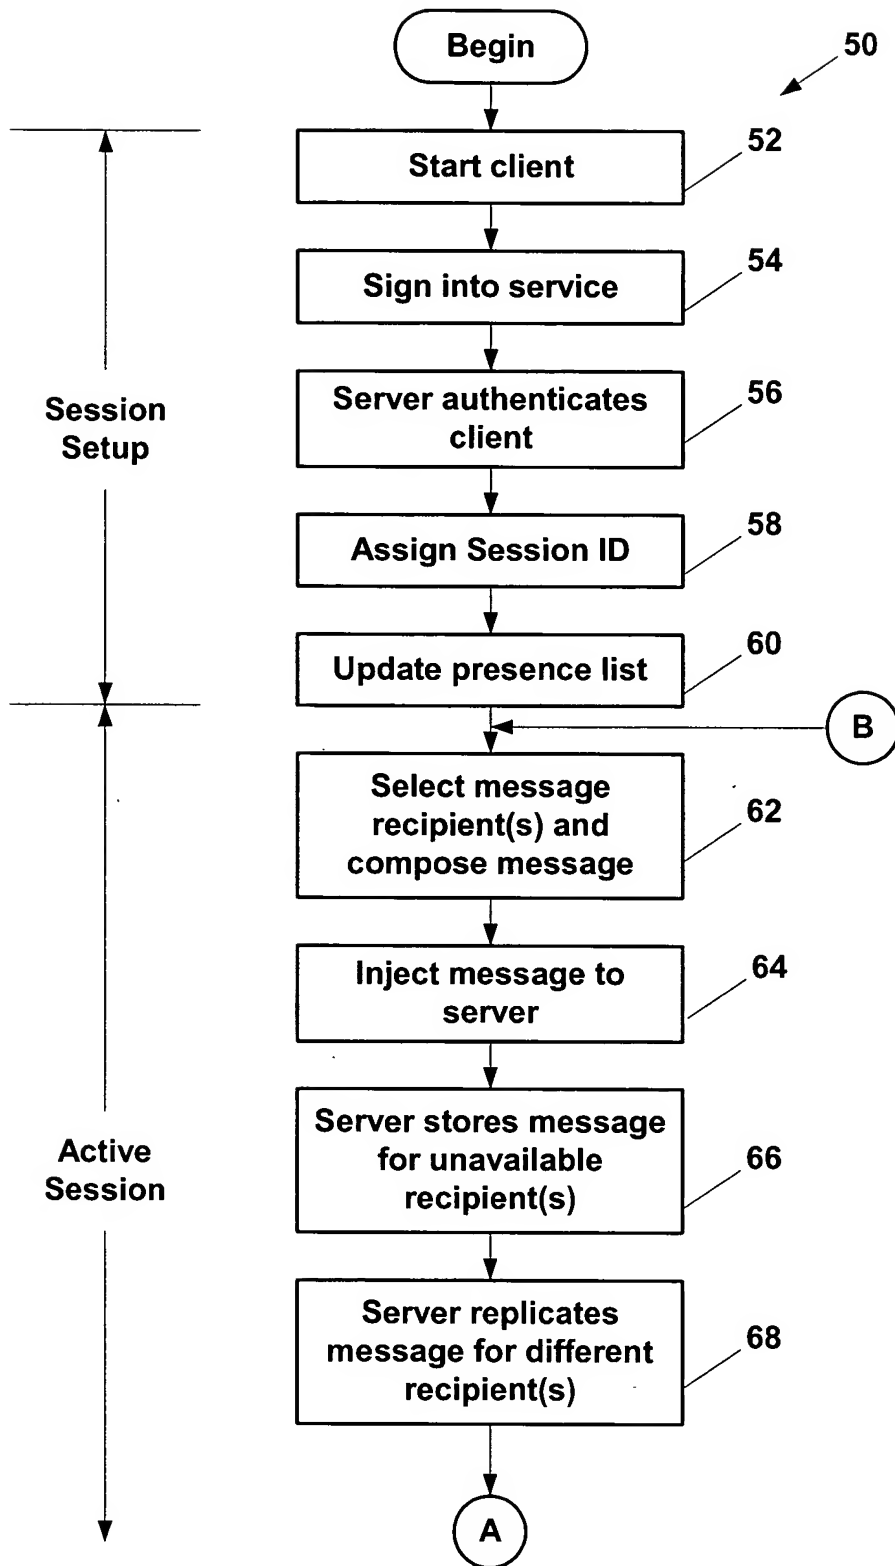 Begin
50
Start client
52
Sign into service
54
Server authenticates
client
56
Session
Setup
Assign Session ID
58
Update presence list
60
B
Select message
recipient(s) and
compose message
62
Inject message to
server
64
Server stores message
for unavailable
recipient(s)
66
Active
Session
Server replicates
message for different
recipient(s)
68
A